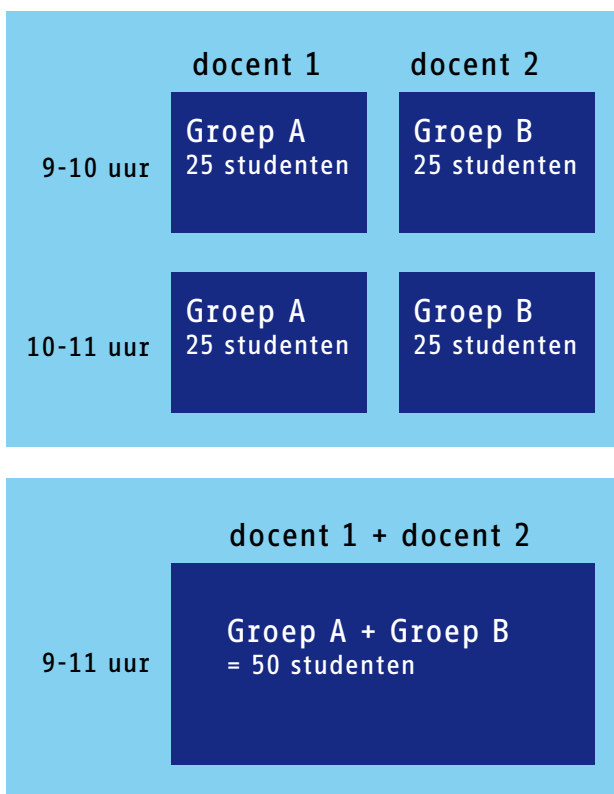 docent 1 docent 2
9-10 uur
Groep A
25 studenten
Groep B
25 studenten
10-11 uur
Groep A
25 studenten
Groep B
25 studenten
docent 1 + docent 2
9-11 uur
Groep A + Groep B
= 50 studenten